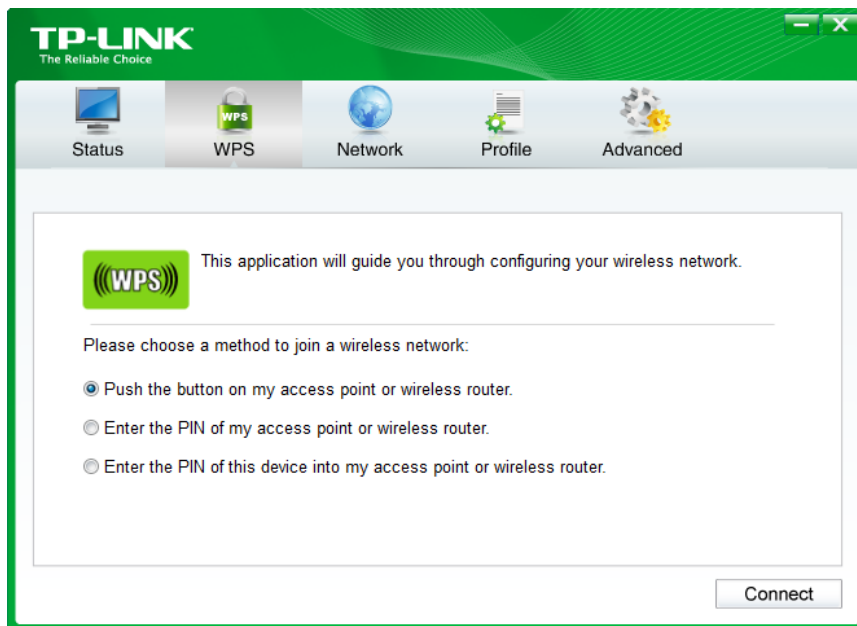 TP-LINK
The Reliable Choice
Status
WPS
WPS
Network
Profile
Advanced
((WPS))
This application will guide you through configuring your wireless network.
Please choose a method to join a wireless network:
Push the button on my access point or wireless router.
Enter the PIN of my access point or wireless router.
Enter the PIN of this device into my access point or wireless router.
Connect